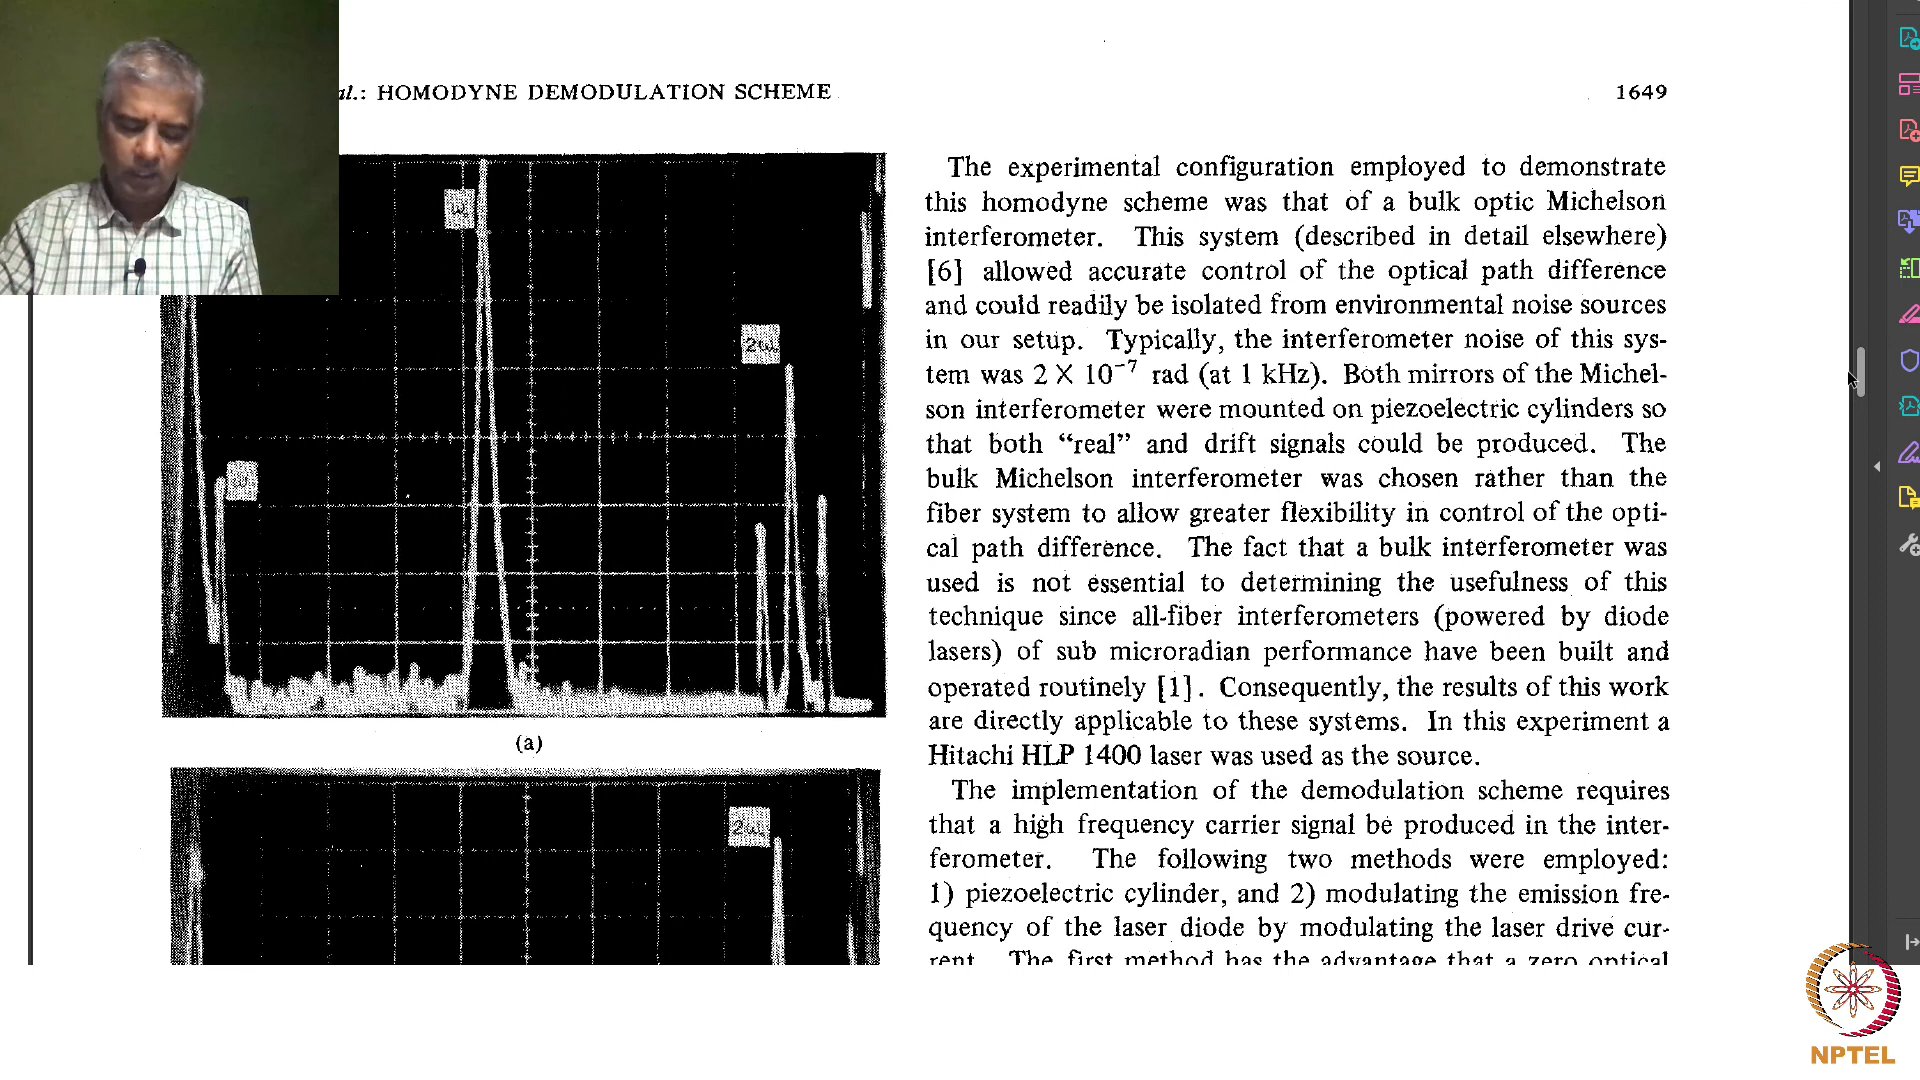 al.: HOMODYNE DEMODULATION SCHEME
1649
ω
2ω
ω
(a)
2ω
The experimental configuration employed to demonstrate
this homodyne scheme was that of a bulk optic Michelson
interferometer. This system (described in detail elsewhere)
[6] allowed accurate control of the optical path difference
and could readily be isolated from environmental noise sources
in our setup. Typically, the interferometer noise of this sys-
tem was 2 X 10⁻⁷ rad (at 1 kHz). Both mirrors of the Michel-
son interferometer were mounted on piezoelectric cylinders so
that both “real” and drift signals could be produced. The
bulk Michelson interferometer was chosen rather than the
fiber system to allow greater flexibility in control of the opti-
cal path difference. The fact that a bulk interferometer was
used is not essential to determining the usefulness of this
technique since all-fiber interferometers (powered by diode
lasers) of sub microradian performance have been built and
operated routinely [1]. Consequently, the results of this work
are directly applicable to these systems. In this experiment a
Hitachi HLP 1400 laser was used as the source.
The implementation of the demodulation scheme requires
that a high frequency carrier signal be produced in the inter-
ferometer. The following two methods were employed:
1) piezoelectric cylinder, and 2) modulating the emission fre-
quency of the laser diode by modulating the laser drive cur-
rent. The first method has the advantage that a zero optical
NPTEL